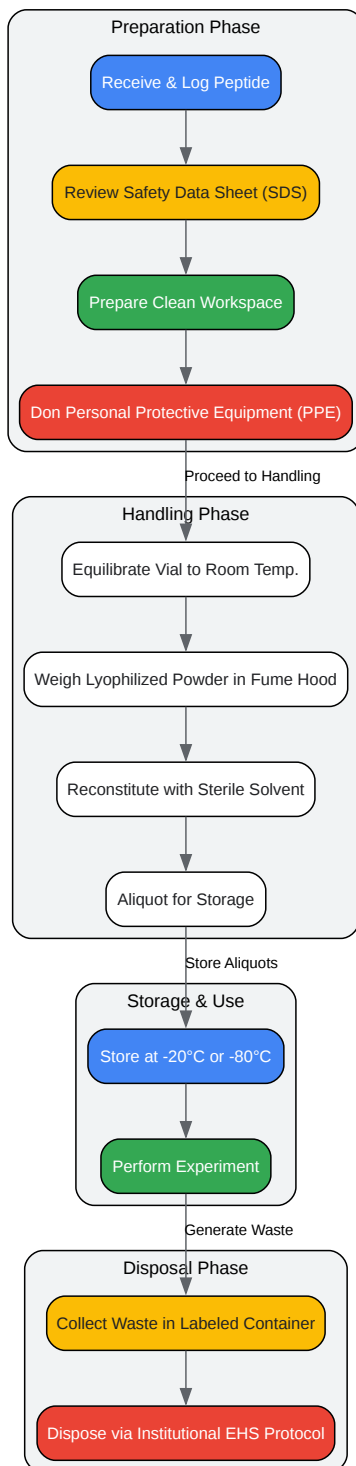 Preparation Phase
Receive & Log Peptide
Review Safety Data Sheet (SDS)
Prepare Clean Workspace
Don Personal Protective Equipment (PPE)
Proceed to Handling
Handling Phase
Equilibrate Vial to Room Temp.
Weigh Lyophilized Powder in Fume Hood
Reconstitute with Sterile Solvent
Aliquot for Storage
Store Aliquots
Storage & Use
Store at -20°C or -80°C
Perform Experiment
Generate Waste
Disposal Phase
Collect Waste in Labeled Container
Dispose via Institutional EHS Protocol